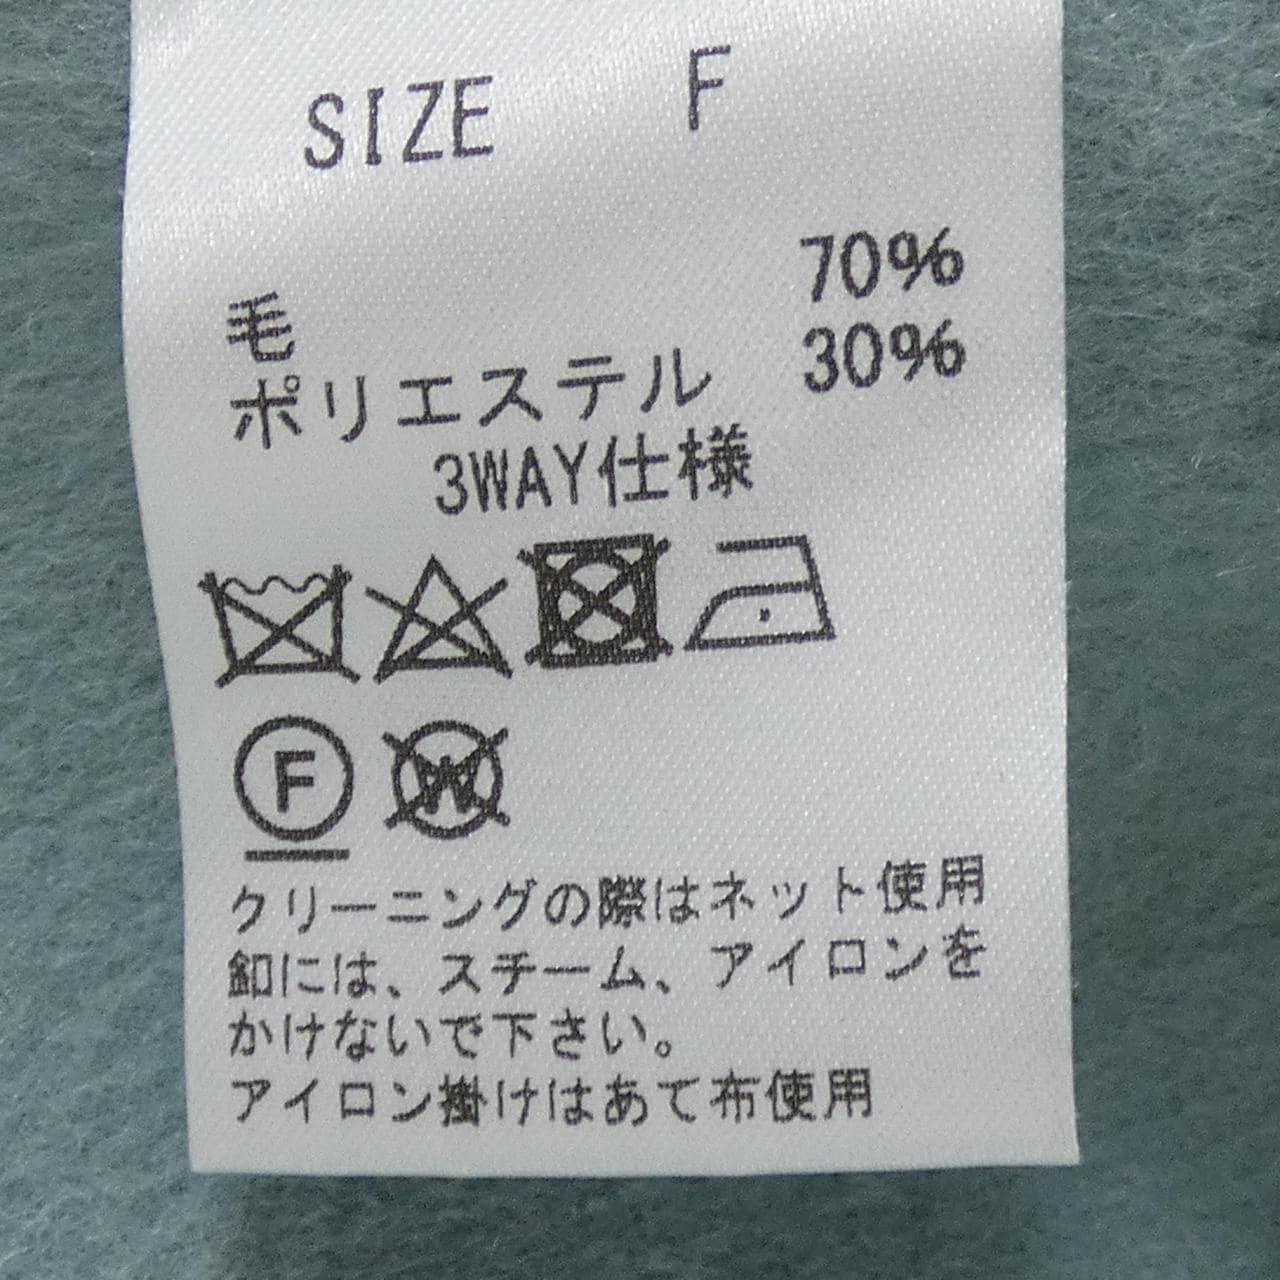 SIZE F
毛 70%
ポリエステル 30%
3WAY仕様
F W
クリーニングの際はネット使用
釦には、スチーム、アイロンを
かけないで下さい。
アイロン掛けはあて布使用